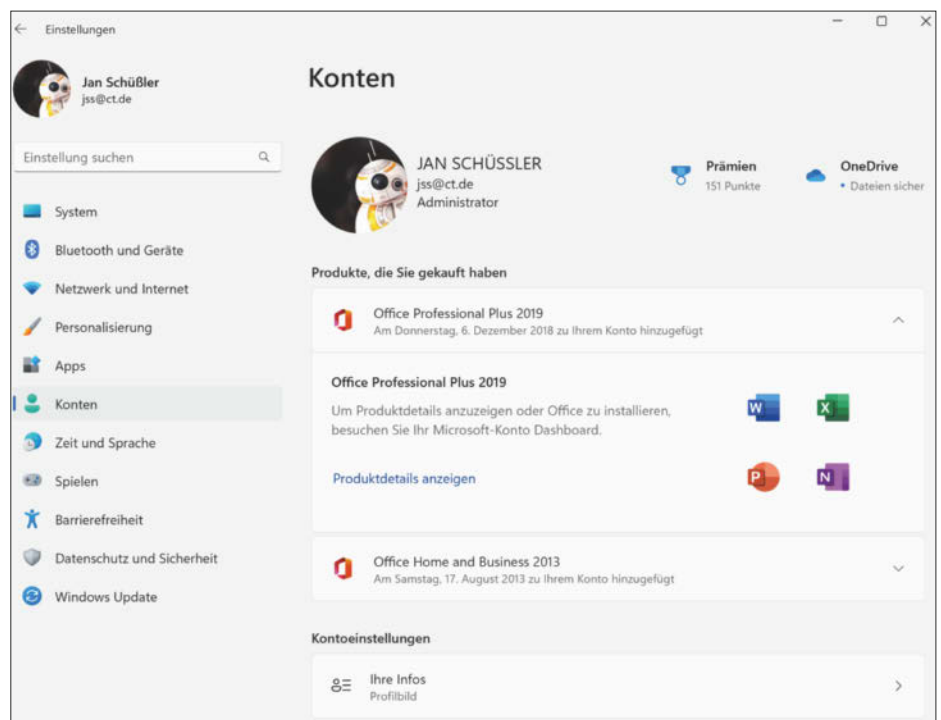 Einstellungen
Jan Schüßler
jss@ct.de
Einstellung suchen
System
Bluetooth und Geräte
Netzwerk und Internet
Personalisierung
Apps
Konten
Zeit und Sprache
Spielen
Barrierefreiheit
Datenschutz und Sicherheit
Windows Update
Konten
JAN SCHÜSSLER
jss@ct.de
Administrator
Prämien
151 Punkte
OneDrive
• Dateien sicher
Produkte, die Sie gekauft haben
Office Professional Plus 2019
Am Donnerstag, 6. Dezember 2018 zu Ihrem Konto hinzugefügt
Office Professional Plus 2019
Um Produktdetails anzuzeigen oder Office zu installieren,
besuchen Sie Ihr Microsoft-Konto Dashboard.
W
X
Produktdetails anzeigen
P
N
Office Home and Business 2013
Am Samstag, 17. August 2013 zu Ihrem Konto hinzugefügt
Kontoeinstellungen
Ihre Infos
Profilbild